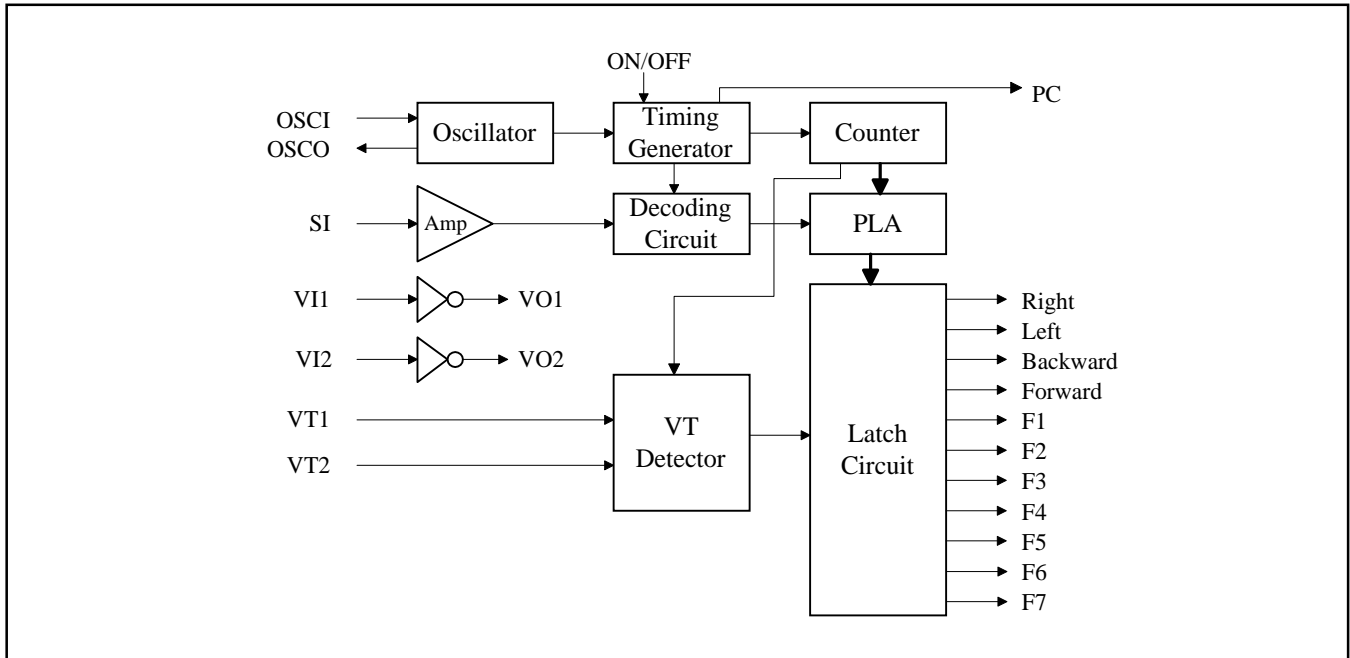 ON/OFF
PC
OSCI
OSCO
Oscillator
Timing
Generator
Counter
SI
Amp
Decoding
Circuit
PLA
VI1
VO1
VI2
VO2
VT1
VT2
VT
Detector
Latch
Circuit
Right
Left
Backward
Forward
F1
F2
F3
F4
F5
F6
F7